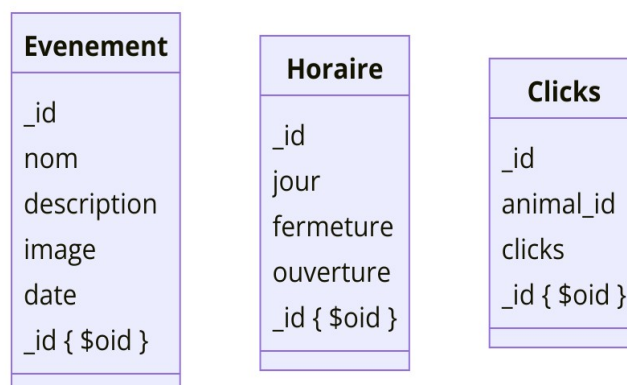 Evenement
_id
nom
description
image
date
_id { $oid }
Horaire
_id
jour
fermeture
ouverture
_id { $oid }
Clicks
_id
animal_id
clicks
_id { $oid }